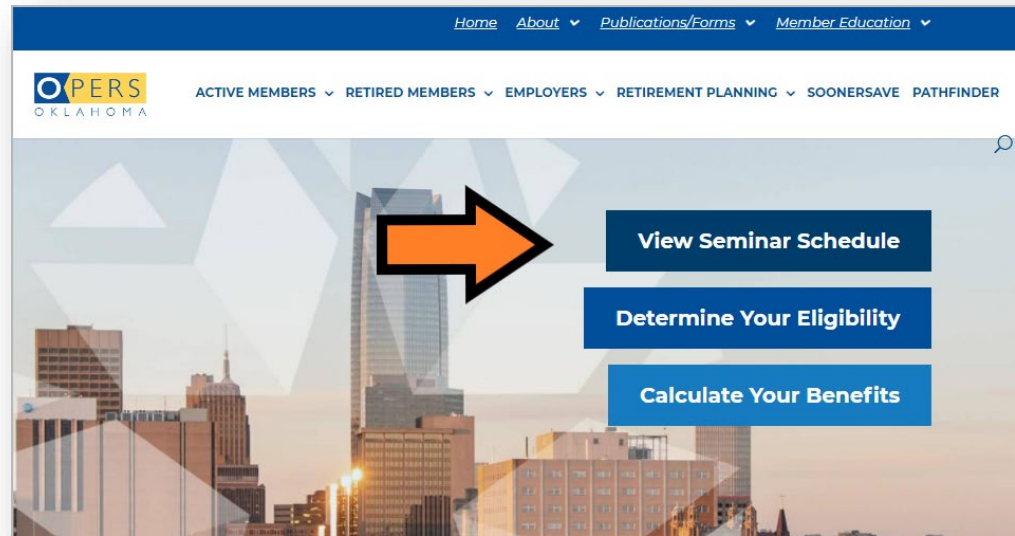 Home About Publications/Forms Member Education
OPERS
OKLAHOMA
ACTIVE MEMBERS RETIRED MEMBERS EMPLOYERS RETIREMENT PLANNING SOONERSAVE PATHFINDER
View Seminar Schedule
Determine Your Eligibility
Calculate Your Benefits